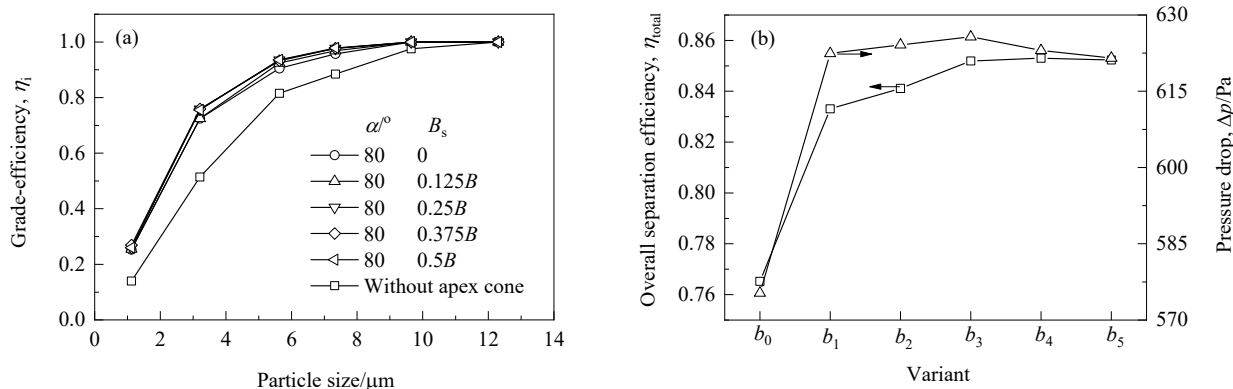 (a)
Grade-efficiency, ηi
1.0
0.8
0.6
0.4
0.2
0.0
α/° Bs
80 0
80 0.125B
80 0.25B
80 0.375B
80 0.5B
Without apex cone
0 2 4 6 8 10 12 14
Particle size/μm
(b)
Overall separation efficiency, ηtotal
0.86
0.84
0.82
0.80
0.78
0.76
630
615
600
585
570
Pressure drop, Δp/Pa
b0 b1 b2 b3 b4 b5
Variant